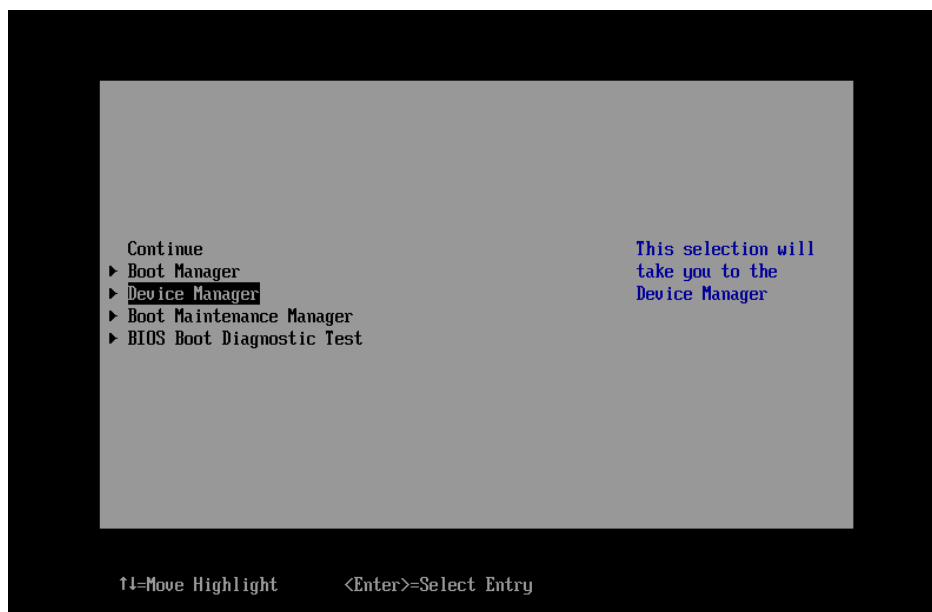 Continue
▶ Boot Manager
▶ Device Manager
▶ Boot Maintenance Manager
▶ BIOS Boot Diagnostic Test
This selection will
take you to the
Device Manager
↑↓=Move Highlight <Enter>=Select Entry